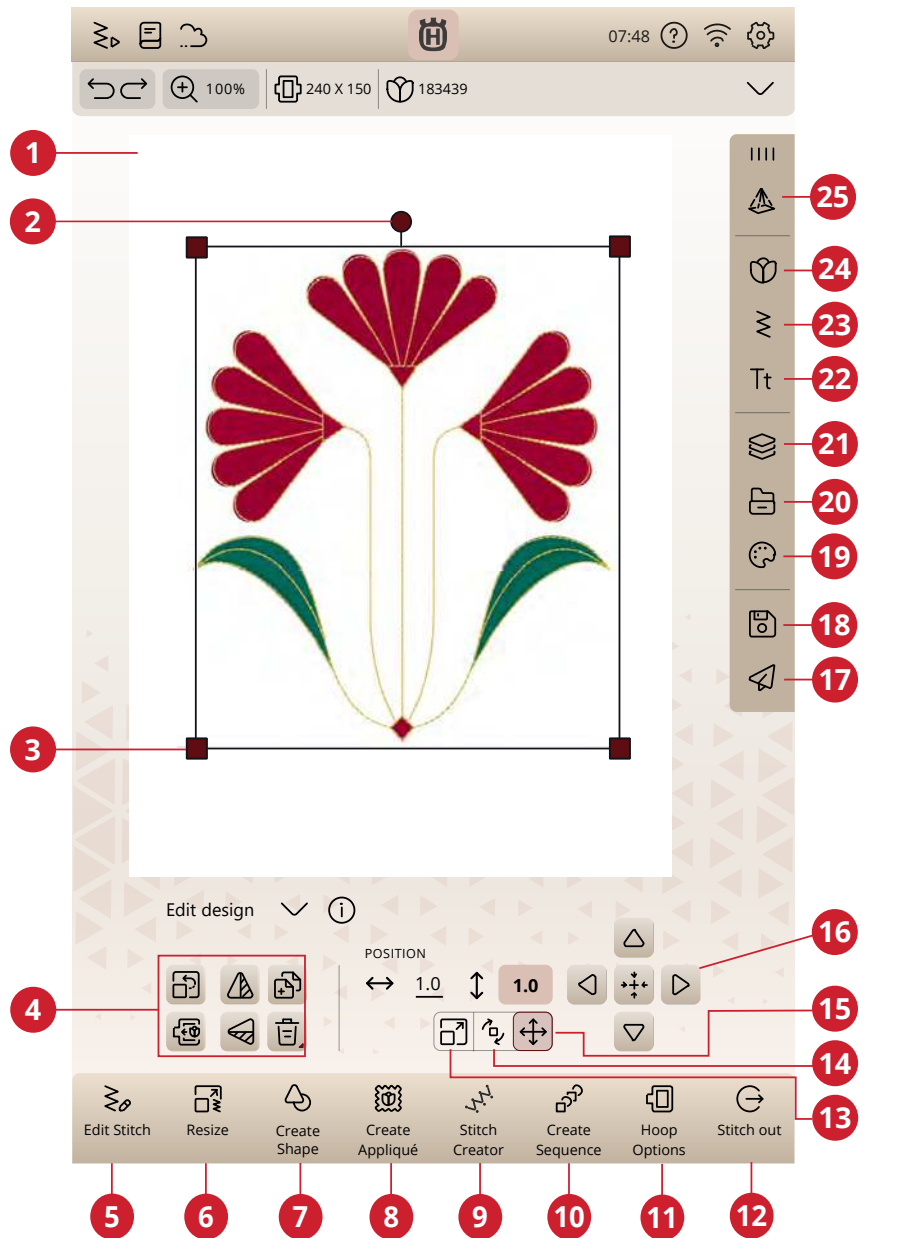 07:48 ?
100% 240 X 150 183439
1
2
25
24
23
Tt 22
21
20
19
18
17
3
Edit design i
16
POSITION
1.0 1.0
4
15
14
13
Edit Stitch
Resize
Create
Shape
Create
Appliqué
Stitch
Creator
Create
Sequence
Hoop
Options
Stitch out
5 6 7 8 9 10 11 12
H